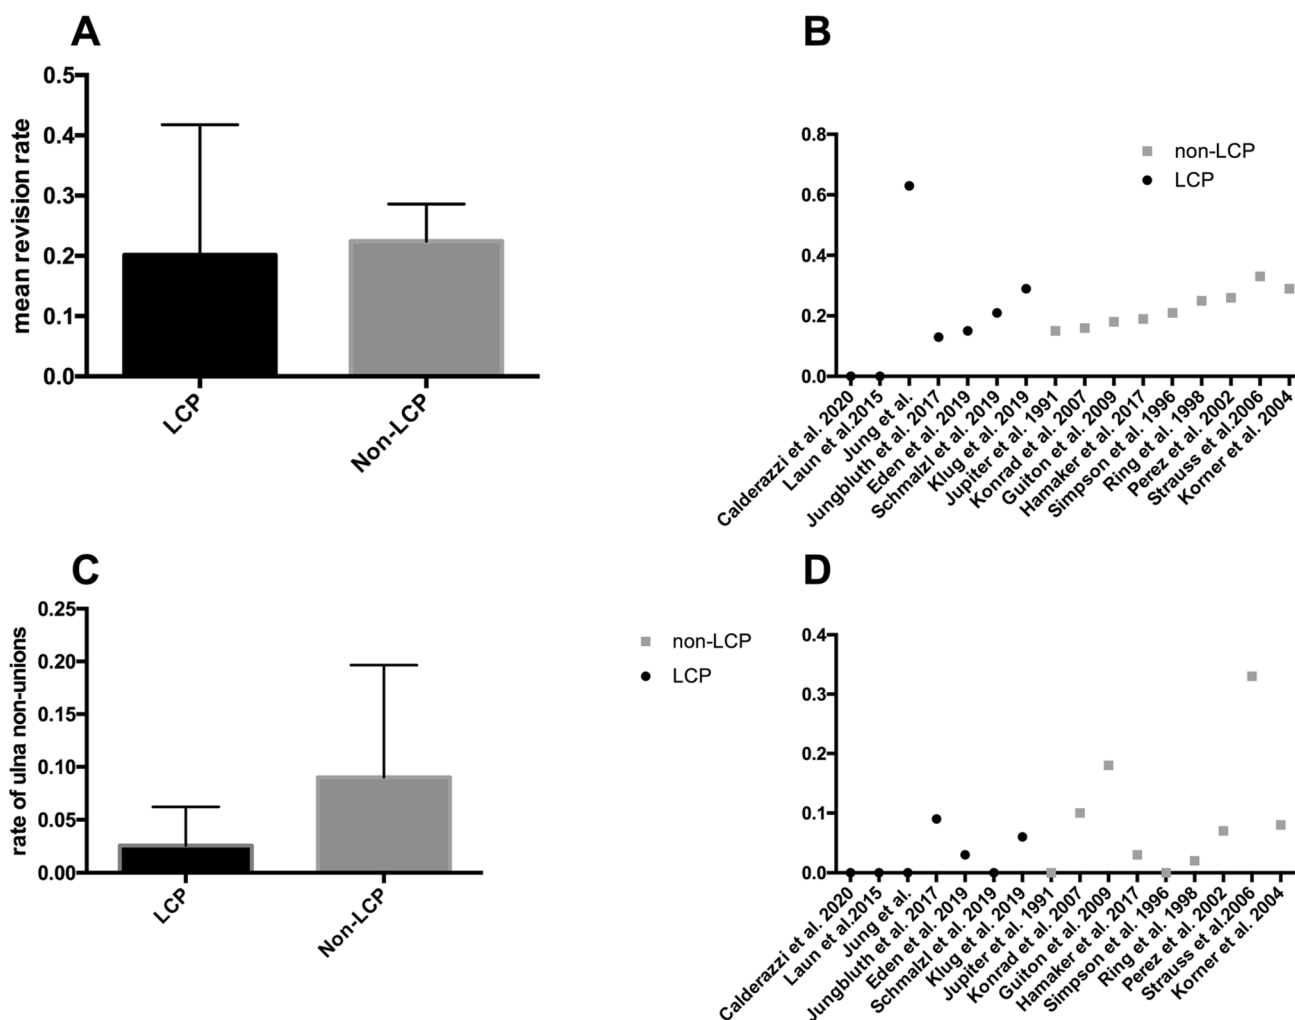 A
mean revision rate
0.5
0.4
0.3
0.2
0.1
0.0
LCP
Non-LCP
B
0.8
0.6
0.4
0.2
0.0
non-LCP
LCP
Calderazzi et al. 2020
Laun et al.2015
Jung et al.
Jungbluth et al. 2017
Eden et al. 2019
Schmalzl et al. 2019
Klug et al. 2019
Jupiter et al. 1991
Konrad et al. 2007
Guiton et al. 2009
Hamaker et al. 2017
Simpson et al. 1996
Ring et al. 1998
Perez et al. 2002
Strauss et al.2006
Korner et al. 2004
C
rate of ulna non-unions
0.25
0.20
0.15
0.10
0.05
0.00
LCP
Non-LCP
non-LCP
LCP
D
0.4
0.3
0.2
0.1
0.0
Calderazzi et al. 2020
Laun et al.2015
Jung et al.
Jungbluth et al. 2017
Eden et al. 2019
Schmalzl et al. 2019
Klug et al. 2019
Jupiter et al. 1991
Konrad et al. 2007
Guiton et al. 2009
Hamaker et al. 2017
Simpson et al. 1996
Ring et al. 1998
Perez et al. 2002
Strauss et al.2006
Korner et al. 2004